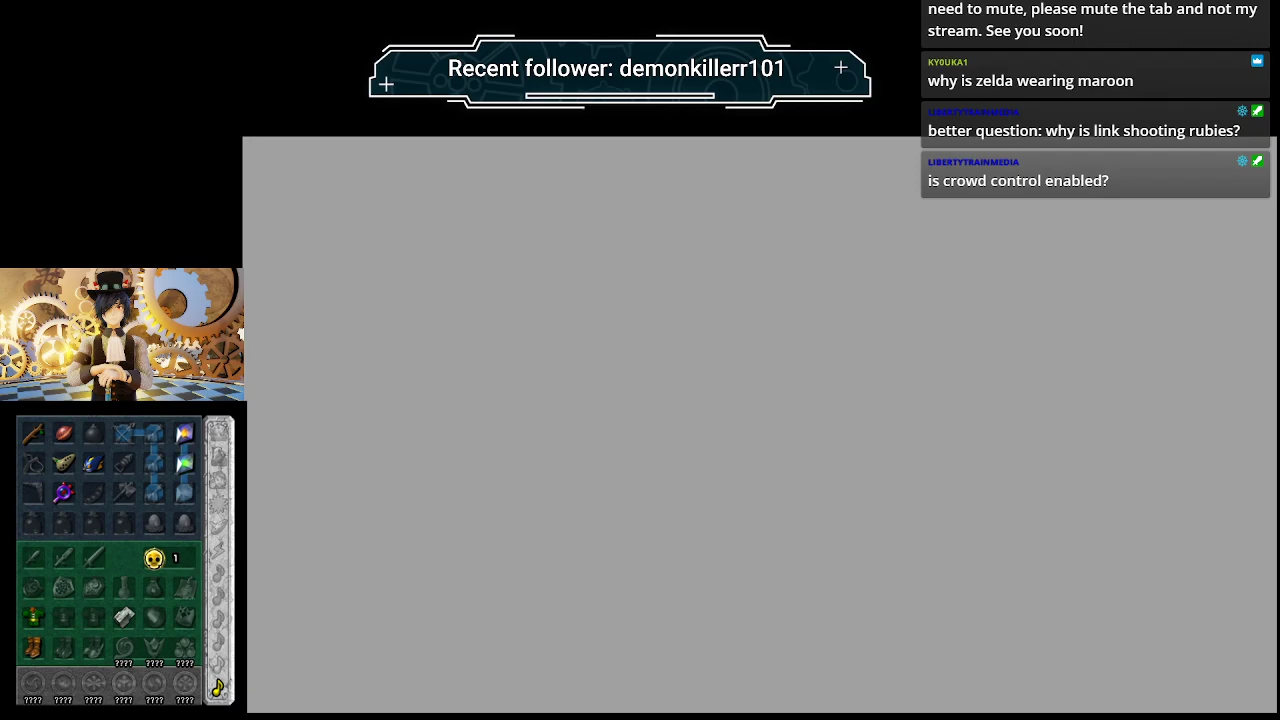 need to mute, please mute the tab and not my
stream. See you soon!
Recent follower: demonkillerr101
KY0UKA1
why is zelda wearing maroon
LIBERTYTRAINMEDIA
better question: why is link shooting rubies?
LIBERTYTRAINMEDIA
is crowd control enabled?
1
???? ???? ????
???? ???? ???? ???? ???? ????